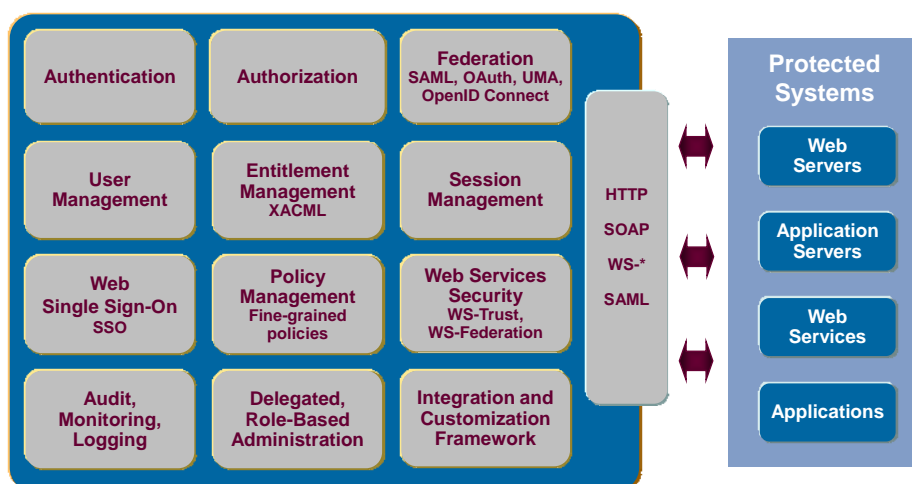 Authentication
Authorization
Federation
SAML, OAuth, UMA,
OpenID Connect
User
Management
Entitlement
Management
XACML
Session
Management
Web
Single Sign-On
SSO
Policy
Management
Fine-grained
policies
Web Services
Security
WS-Trust,
WS-Federation
Audit,
Monitoring,
Logging
Delegated,
Role-Based
Administration
Integration and
Customization
Framework
HTTP
SOAP
WS-*
SAML
Protected
Systems
Web
Servers
Application
Servers
Web
Services
Applications